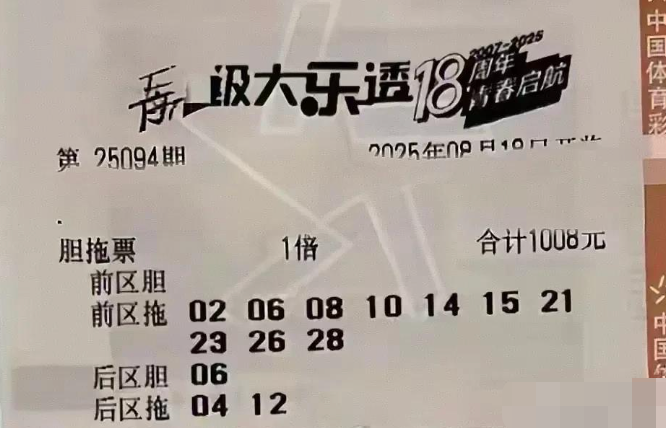 级大乐透18周年
2007-2025
青春启航
第 25094期
2025年08月18日开奖
胆拖票 1倍 合计1008元
前区胆
前区拖 02 06 08 10 14 15 21
23 26 28
后区胆 06
后区拖 04 12
中国体育彩
中国